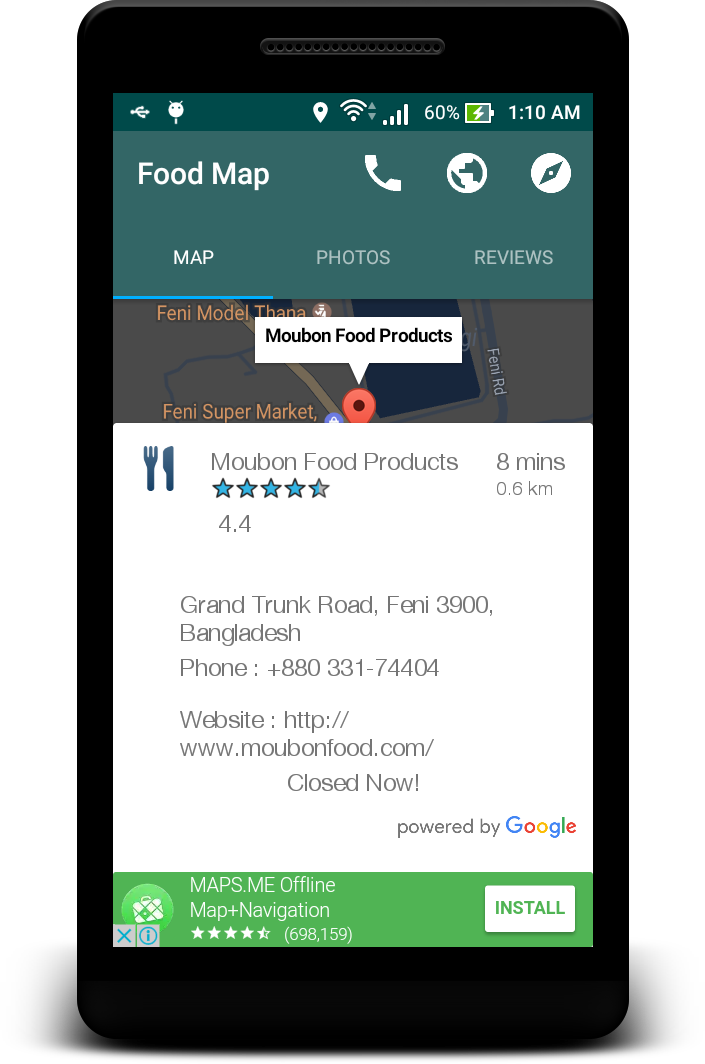 60%
1:10 AM
Food Map
MAP
PHOTOS
REVIEWS
Feni Model Thana
Moubon Food Products
Feni Rd
Feni Super Market,
Moubon Food Products
8 mins
0.6 km
4.4
Grand Trunk Road, Feni 3900,
Bangladesh
Phone : +880 331-74404
Website : http://
www.moubonfood.com/
Closed Now!
powered by Google
MAPS.ME Offline
Map+Navigation
(698,159)
INSTALL